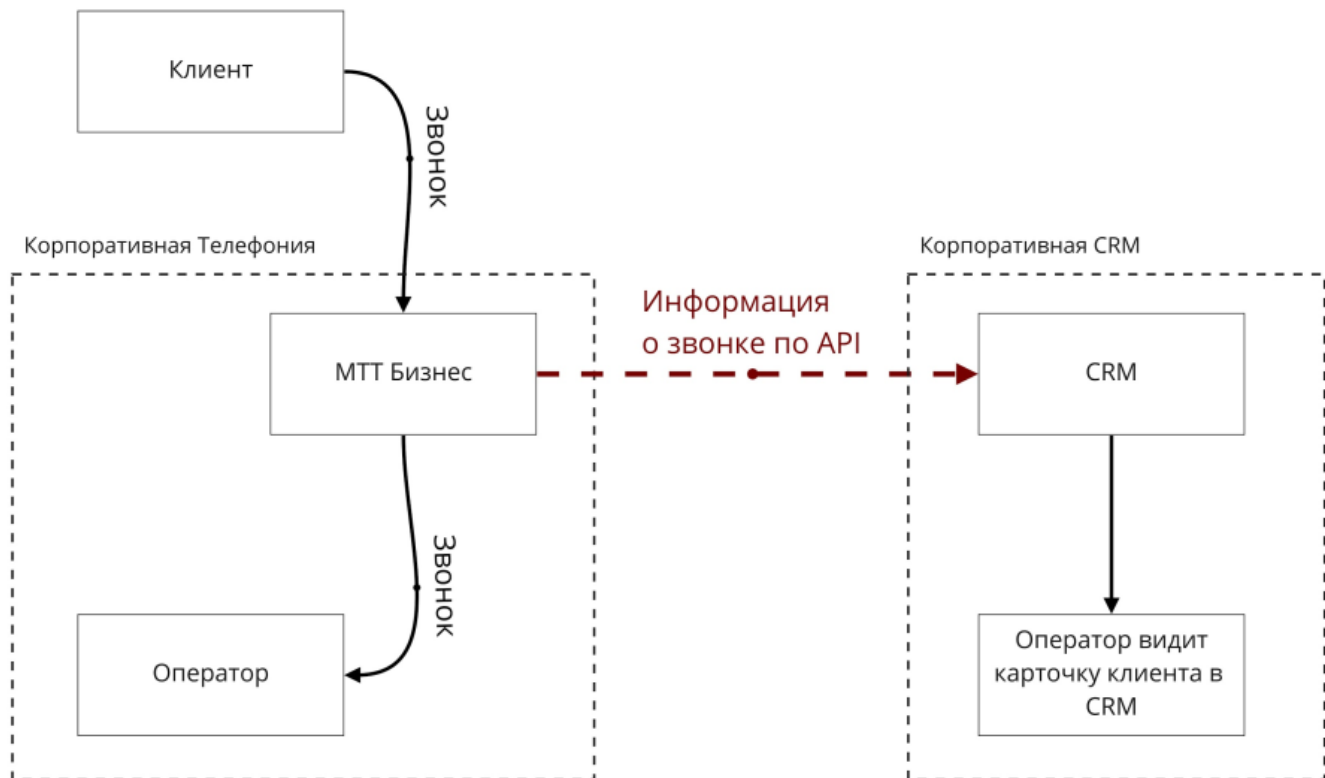 Клиент
Звонок
Корпоративная Телефония
Корпоративная CRM
Информация
о звонке по API
МТТ Бизнес
CRM
Звонок
Оператор
Оператор видит
карточку клиента в
CRM